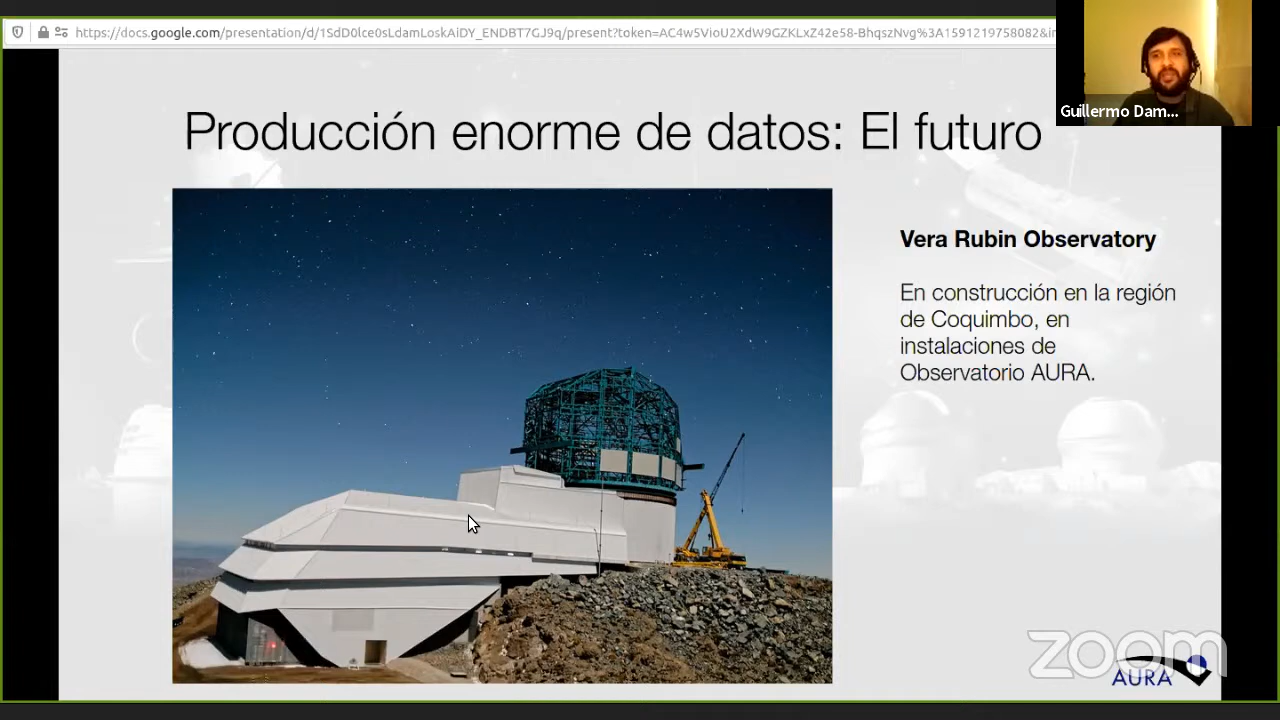 https://docs.google.com/presentation/d/1SdD0lce0sLdamLoskAiDY_ENDBT7GJ9q/present?token=AC4w5VioU2XdW9GZKLxZ42e58-BhqszNvg%3A1591219758082&in
Guillermo Dam...
Producción enorme de datos: El futuro
Vera Rubin Observatory
En construcción en la región
de Coquimbo, en
instalaciones de
Observatorio AURA.
zoom
AURA